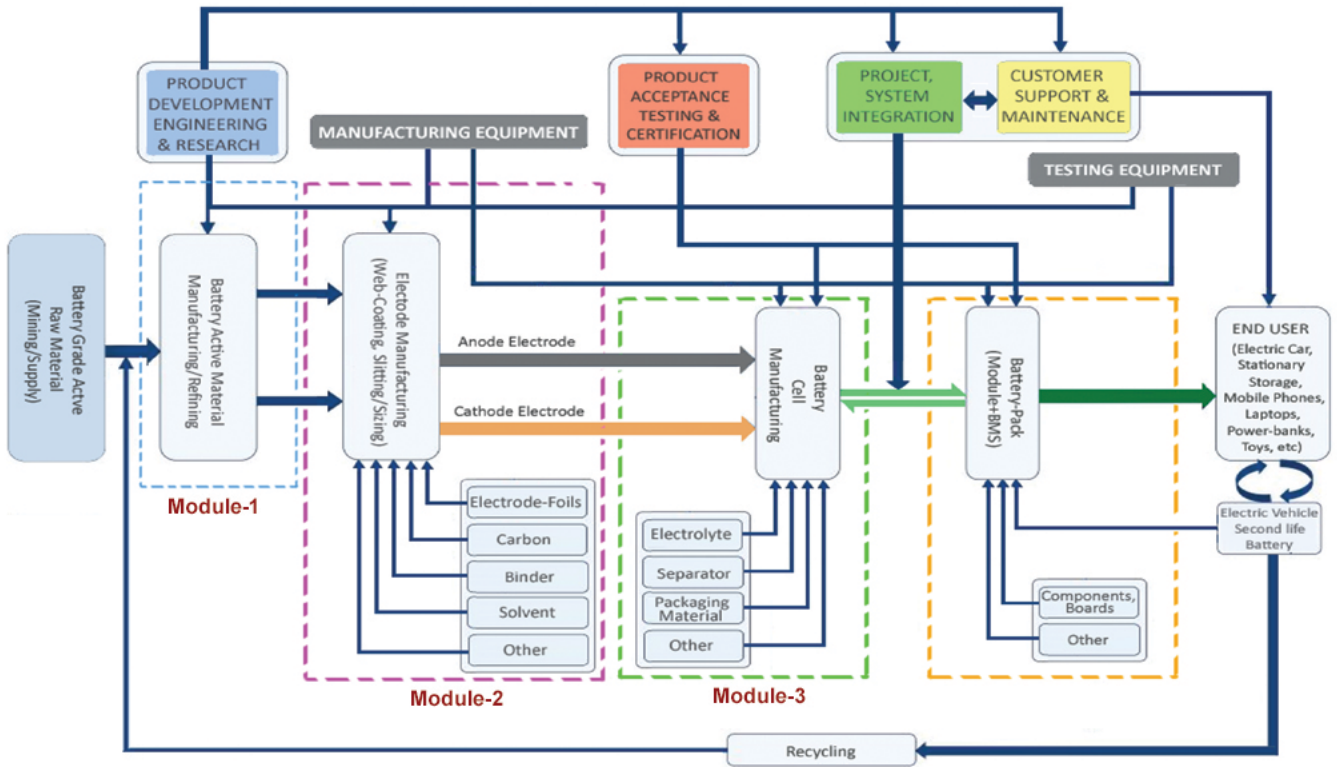 PRODUCT
DEVELOPMENT
ENGINEERING
& RESEARCH
MANUFACTURING EQUIPMENT
PRODUCT
ACCEPTANCE
TESTING &
CERTIFICATION
PROJECT,
SYSTEM
INTEGRATION
CUSTOMER
SUPPORT &
MAINTENANCE
TESTING EQUIPMENT
Battery Grade Actve
Raw Material
(Mining/Supply)
Battery Active Material
Manufacturing/Refining
Module-1
Electode Manufacturing
(Web-Coating, Slitting/Sizing)
Anode Electrode
Cathode Electrode
Electrode-Foils
Carbon
Binder
Solvent
Other
Module-2
Battery
Cell
Manufacturing
Electrolyte
Separator
Packaging
Material
Other
Module-3
Battery-Pack
(Module+BMS)
Components,
Boards
Other
END USER
(Electric Car,
Stationary
Storage,
Mobile Phones,
Laptops,
Power-banks,
Toys, etc)
Electric Vehicle
Second life
Battery
Recycling